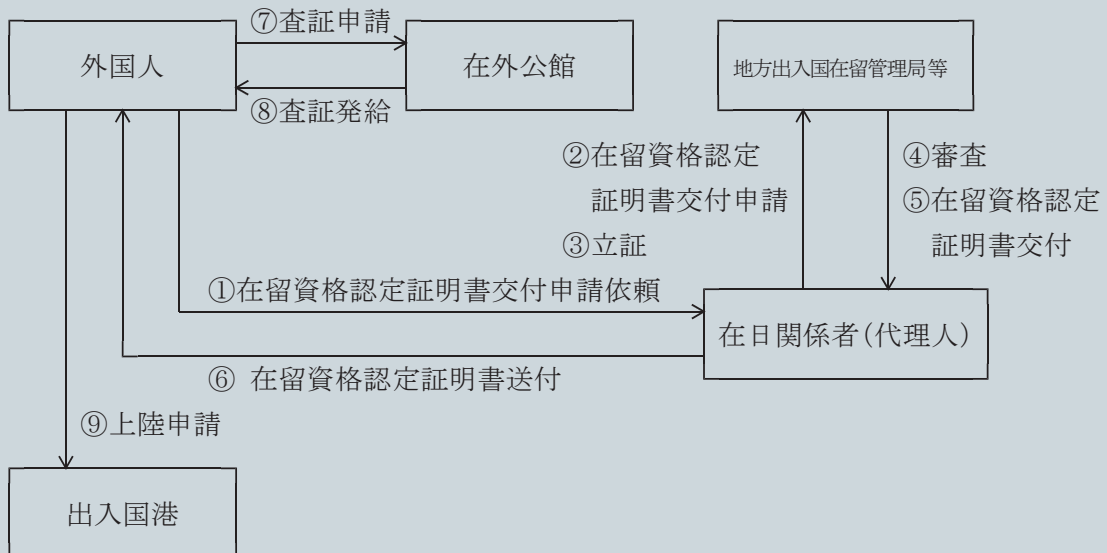 ⑦査証申請
外国人
在外公館
地方出入国在留管理局等
⑧査証発給
②在留資格認定
証明書交付申請
③立証
④審査
⑤在留資格認定
証明書交付
①在留資格認定証明書交付申請依頼
在日関係者(代理人)
⑥ 在留資格認定証明書送付
⑨上陸申請
出入国港